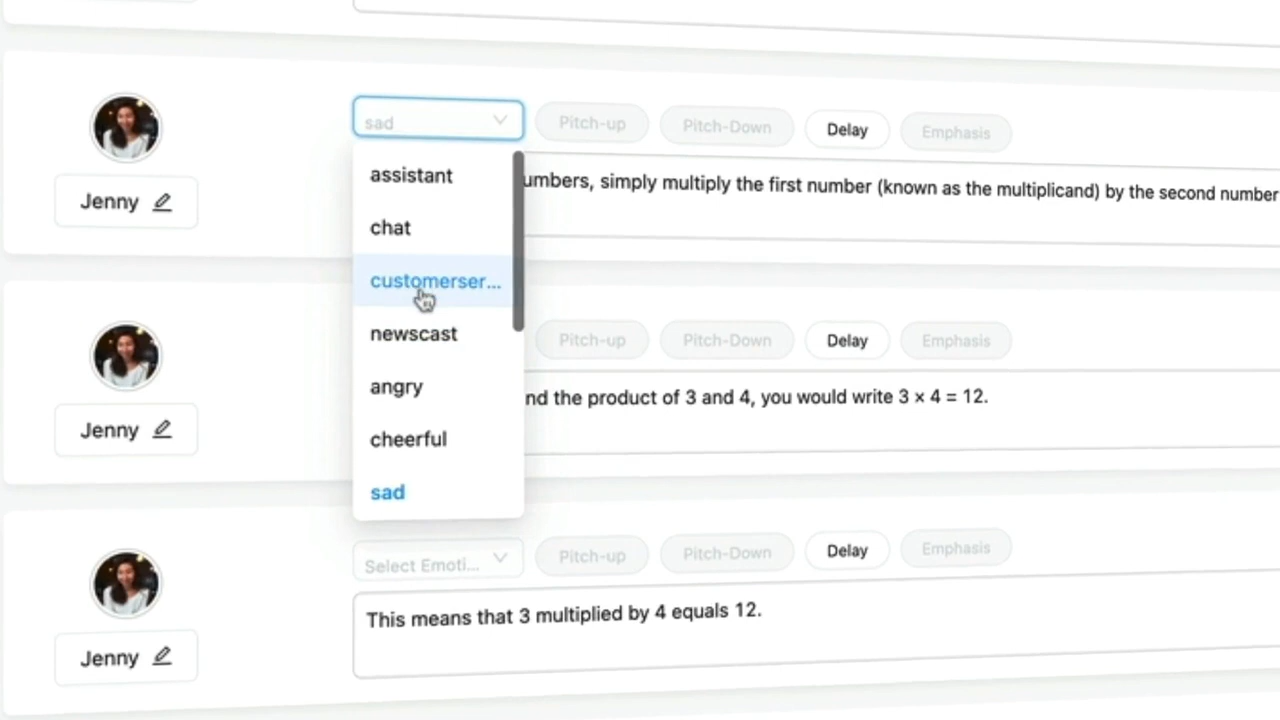 sad
Pitch-up
Pitch-Down
Delay
Emphasis
Jenny
assistant
chat
customerser...
newscast
angry
cheerful
sad
umbers, simply multiply the first number (known as the multiplicand) by the second number
Jenny
Pitch-up
Pitch-Down
Delay
Emphasis
nd the product of 3 and 4, you would write 3 × 4 = 12.
Jenny
Select Emoti...
Pitch-up
Pitch-Down
Delay
Emphasis
This means that 3 multiplied by 4 equals 12.